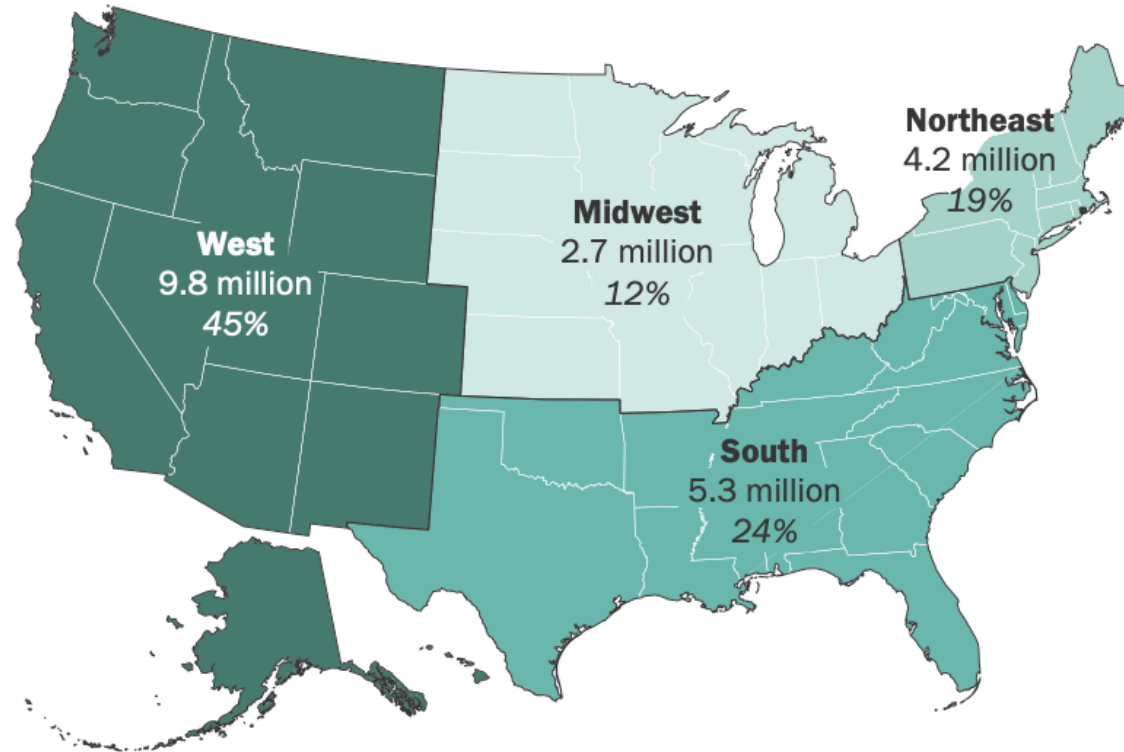 Northeast
4.2 million
19%
Midwest
2.7 million
12%
West
9.8 million
45%
South
5.3 million
24%